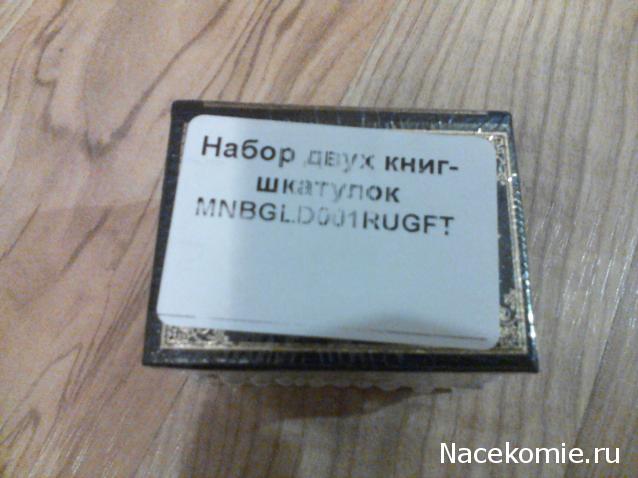 Набор двух книг-
шкатулок
MNBGLD001RUGFT
Nacekomie.ru